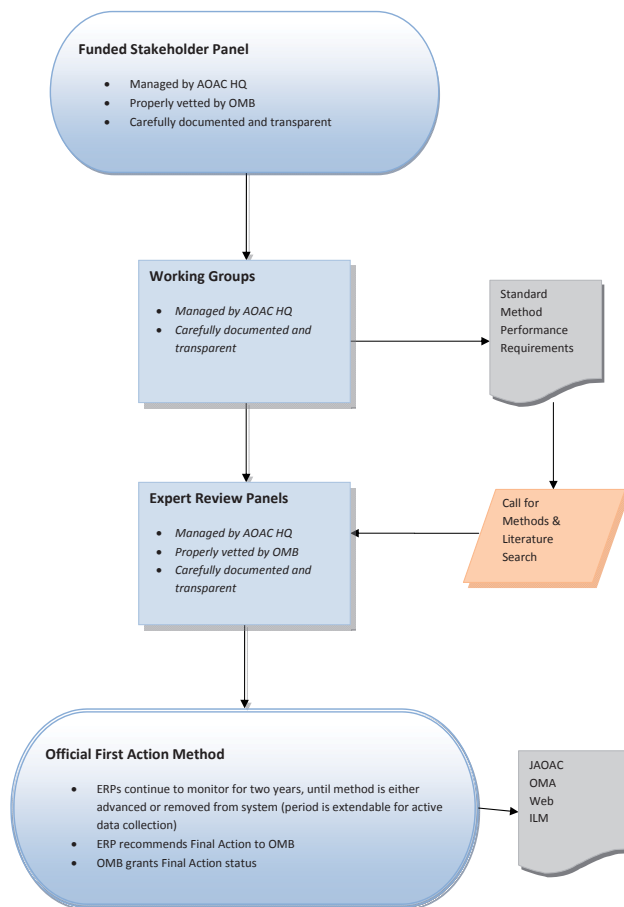 Funded Stakeholder Panel
• Managed by AOAC HQ
• Properly vetted by OMB
• Carefully documented and transparent
Working Groups
• Managed by AOAC HQ
• Carefully documented and
transparent
Standard
Method
Performance
Requirements
Expert Review Panels
• Managed by AOAC HQ
• Properly vetted by OMB
• Carefully documented and
transparent
Call for
Methods &
Literature
Search
Official First Action Method
• ERPs continue to monitor for two years, until method is either
advanced or removed from system (period is extendable for active
data collection)
• ERP recommends Final Action to OMB
• OMB grants Final Action status
JAOAC
OMA
Web
ILM